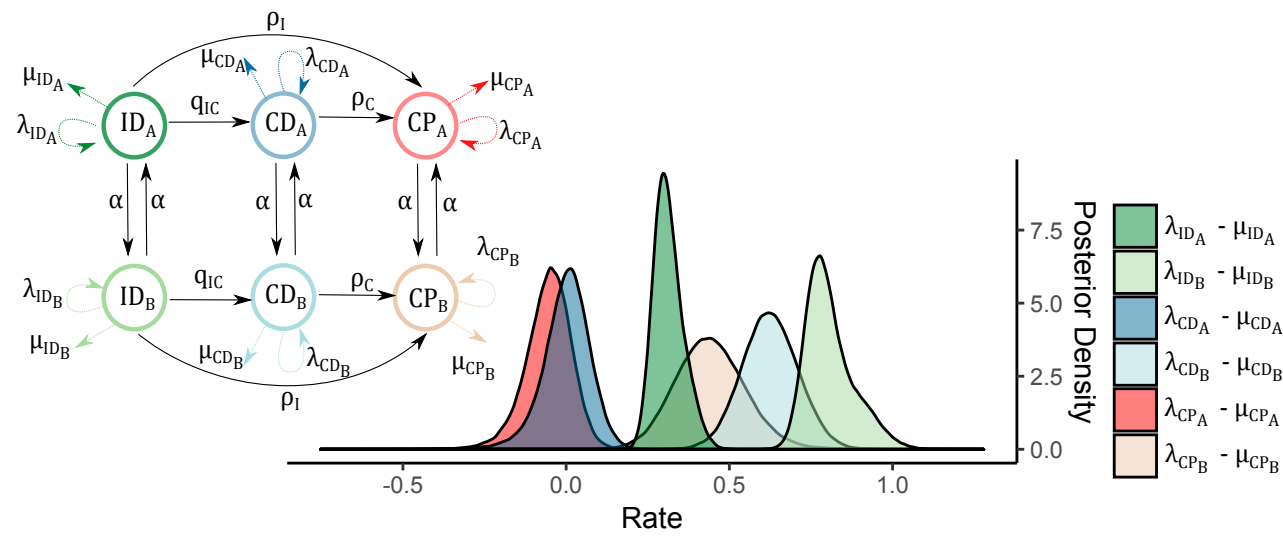 ρI
μIDA
λIDA
IDA
qIC
μCDA
λCDA
CDA
ρC
μCPA
λCPA
CPA
α
α
α
α
α
α
λIDB
μIDB
IDB
qIC
μCDB
λCDB
CDB
ρC
λCPB
μCPB
CPB
ρI
7.5
5.0
2.5
0.0
Posterior Density
-0.5
0.0
0.5
1.0
Rate
λIDA - μIDA
λIDB - μIDB
λCDA - μCDA
λCDB - μCDB
λCPA - μCPA
λCPB - μCPB